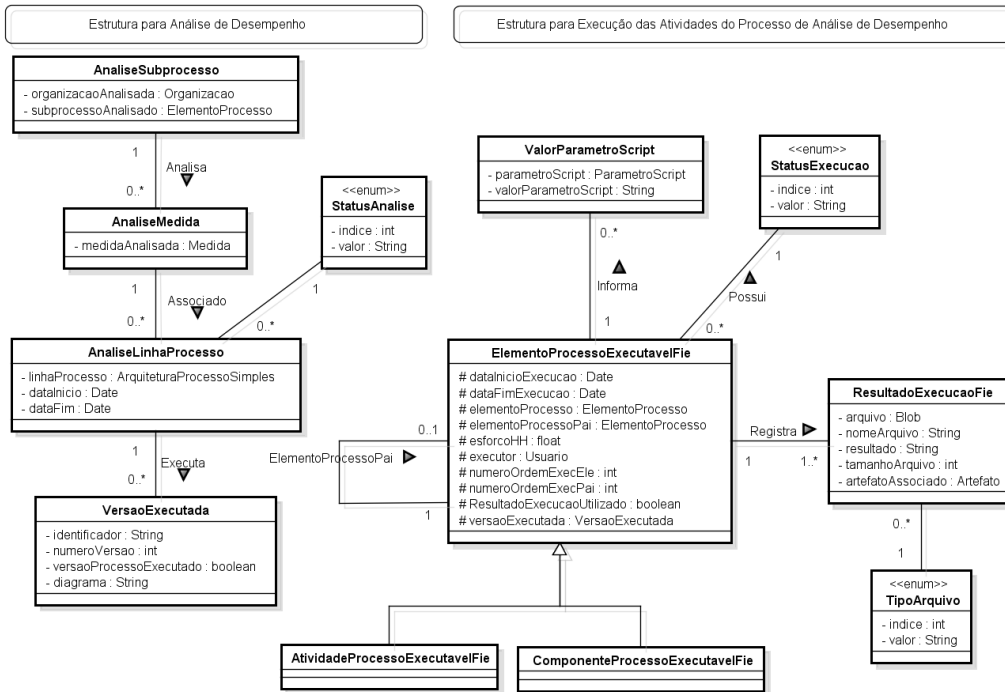 Estrutura para Análise de Desempenho
Estrutura para Execução das Atividades do Processo de Análise de Desempenho
AnaliseSubprocesso
- organizacaoAnalisada : Organizacao
- subprocessoAnalisado : ElementoProcesso
1
Analisa
0..*
AnaliseMedida
- medidaAnalisada : Medida
1
Associado
0..*
<<enum>>
StatusAnalise
- indice : int
- valor : String
1
0..*
AnaliseLinhaProcesso
- linhaProcesso : ArquiteturaProcessoSimples
- dataInicio : Date
- dataFim : Date
1
Executa
0..*
VersaoExecutada
- identificador : String
- numeroVersao : int
- versaoProcessoExecutado : boolean
- diagrama : String
ValorParametroScript
- parametroScript : ParametroScript
- valorParametroScript : String
0..*
Informa
1
<<enum>>
StatusExecucao
- indice : int
- valor : String
1
Possui
0..*
ElementoProcessoExecutavelFie
# dataInicioExecucao : Date
# dataFimExecucao : Date
# elementoProcesso : ElementoProcesso
# elementoProcessoPai : ElementoProcesso
# esforcoHH : float
# executor : Usuario
# numeroOrdemExecEle : int
# numeroOrdemExecPai : int
# ResultadoExecucaoUtilizado : boolean
# versaoExecutada : VersaoExecutada
0..1
ElementoProcessoPai
1
Registra
1
1..*
ResultadoExecucaoFie
- arquivo : Blob
- nomeArquivo : String
- resultado : String
- tamanhoArquivo : int
- artefatoAssociado : Artefato
0..*
1
<<enum>>
TipoArquivo
- indice : int
- valor : String
AtividadeProcessoExecutavelFie
ComponenteProcessoExecutavelFie